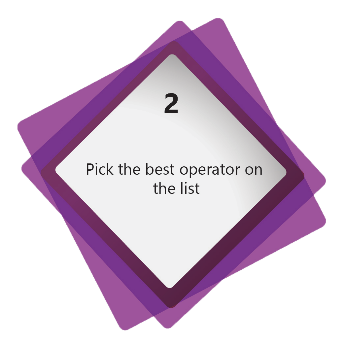 2
Pick the best operator on
the list